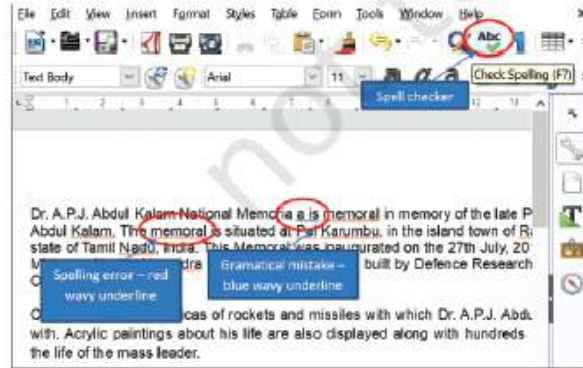 File Edit View Insert Format Styles Table Form Tools Window Help
Abc
Text Body Arial 11
Check Spelling (F7)
Spell checker
Dr. A.P.J. Abdul Kalam National Memoria a is memoral in memory of the late P
Abdul Kalam. The memoral is situated at Pei Karumbu, in the island town of Ra
state of Tamil Nadu, India. This Memoral was inaugurated on the 27th July, 20
built by Defence Research
Spelling error – red
wavy underline
Gramatical mistake –
blue wavy underline
cas of rockets and missiles with which Dr. A.P.J. Abdu
with. Acrylic paintings about his life are also displayed along with hundreds
the life of the mass leader.
not